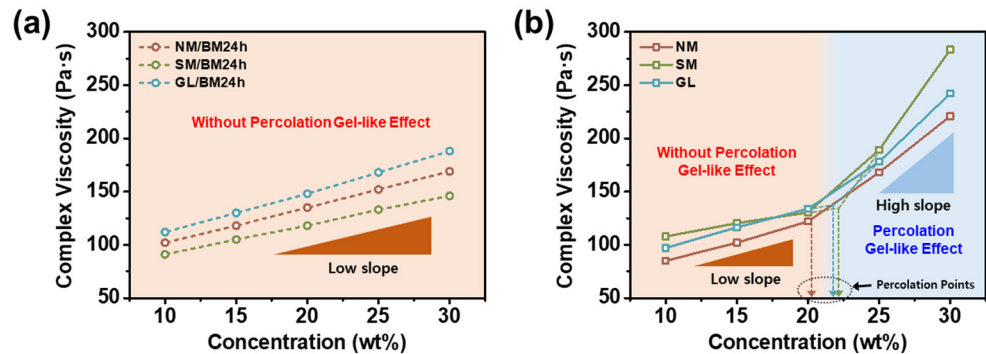 (a)
300
250
200
150
100
50
Complex Viscosity (Pa·s)
NM/BM24h
SM/BM24h
GL/BM24h
Without Percolation Gel-like Effect
Low slope
10 15 20 25 30
Concentration (wt%)
(b)
300
250
200
150
100
50
Complex Viscosity (Pa·s)
NM
SM
GL
Without Percolation
Gel-like Effect
Low slope
High slope
Percolation
Gel-like Effect
Percolation Points
10 15 20 25 30
Concentration (wt%)